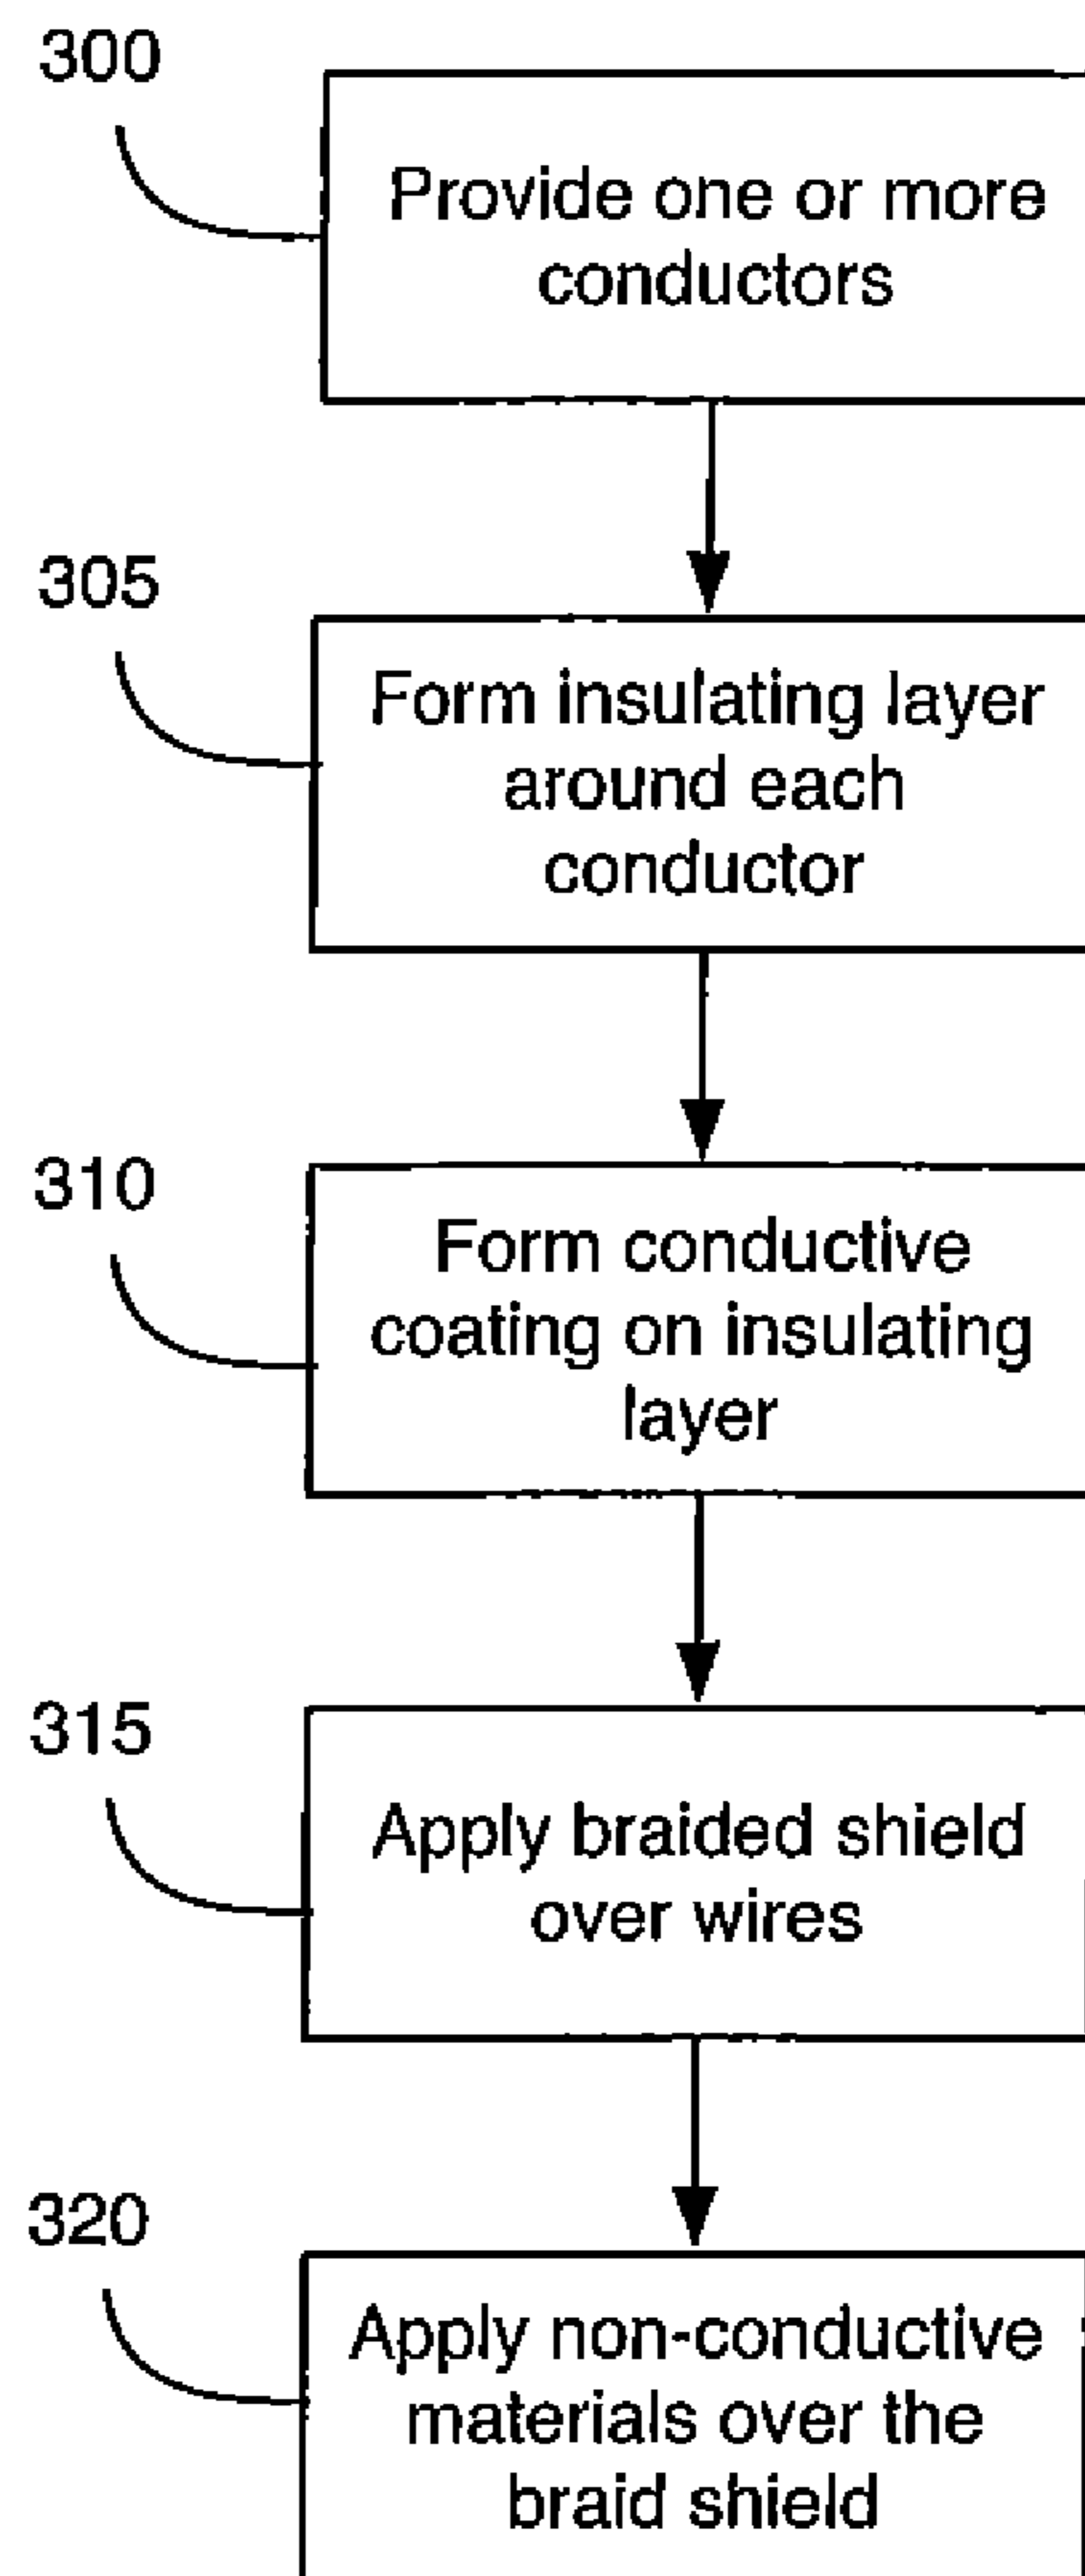 300
Provide one or more
conductors
305
Form insulating layer
around each
conductor
310
Form conductive
coating on insulating
layer
315
Apply braided shield
over wires
320
Apply non-conductive
materials over the
braid shield